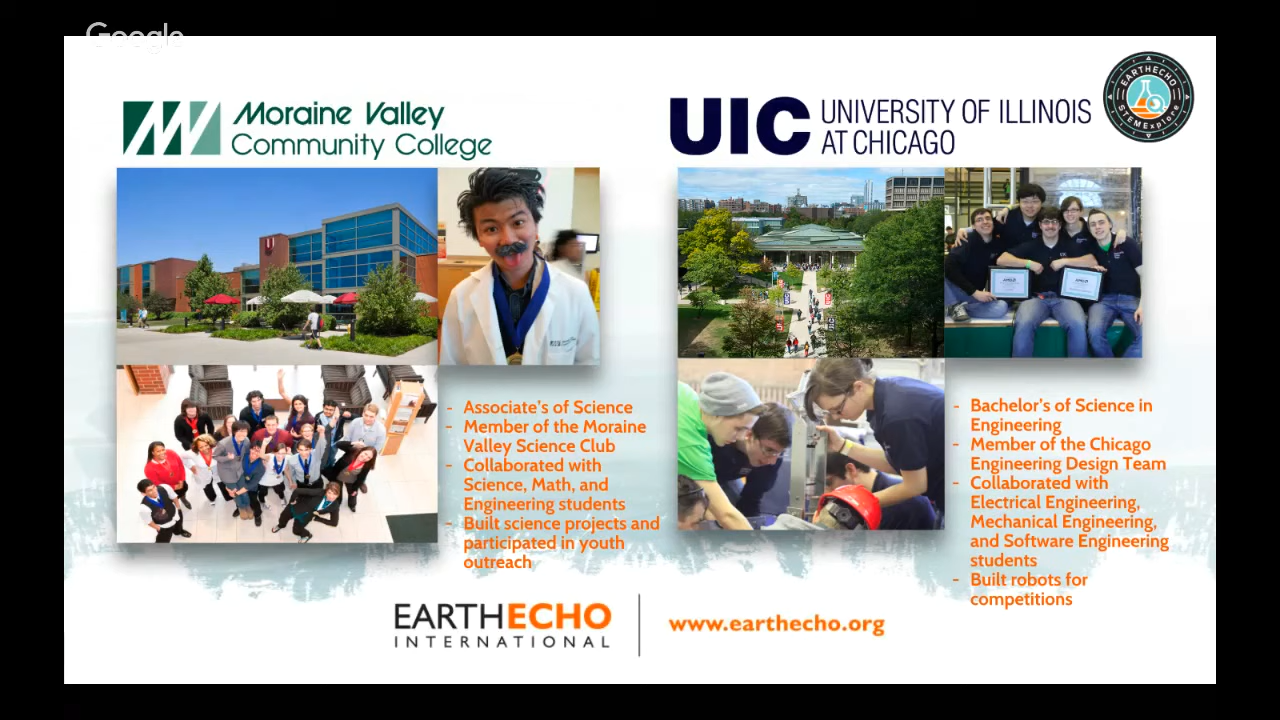 Google
Moraine Valley
Community College
UIC
UNIVERSITY OF ILLINOIS
AT CHICAGO
EARTHECHO
STEMExplore
- Associate's of Science
- Member of the Moraine
Valley Science Club
- Collaborated with
Science, Math, and
Engineering students
- Built science projects and
participated in youth
outreach
- Bachelor's of Science in
Engineering
- Member of the Chicago
Engineering Design Team
- Collaborated with
Electrical Engineering,
Mechanical Engineering,
and Software Engineering
students
- Built robots for
competitions
EARTHECHO
INTERNATIONAL
www.earthecho.org